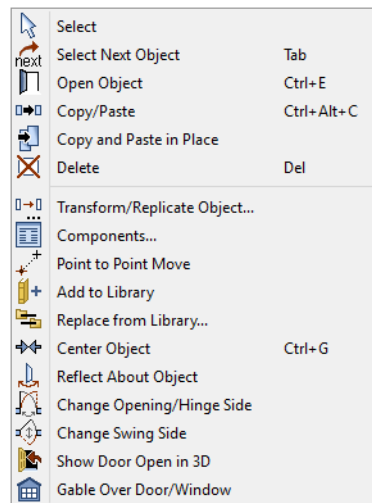 Select
next Select Next Object Tab
Open Object Ctrl+E
Copy/Paste Ctrl+Alt+C
Copy and Paste in Place
Delete Del
Transform/Replicate Object...
Components...
Point to Point Move
Add to Library
Replace from Library...
Center Object Ctrl+G
Reflect About Object
Change Opening/Hinge Side
Change Swing Side
Show Door Open in 3D
Gable Over Door/Window